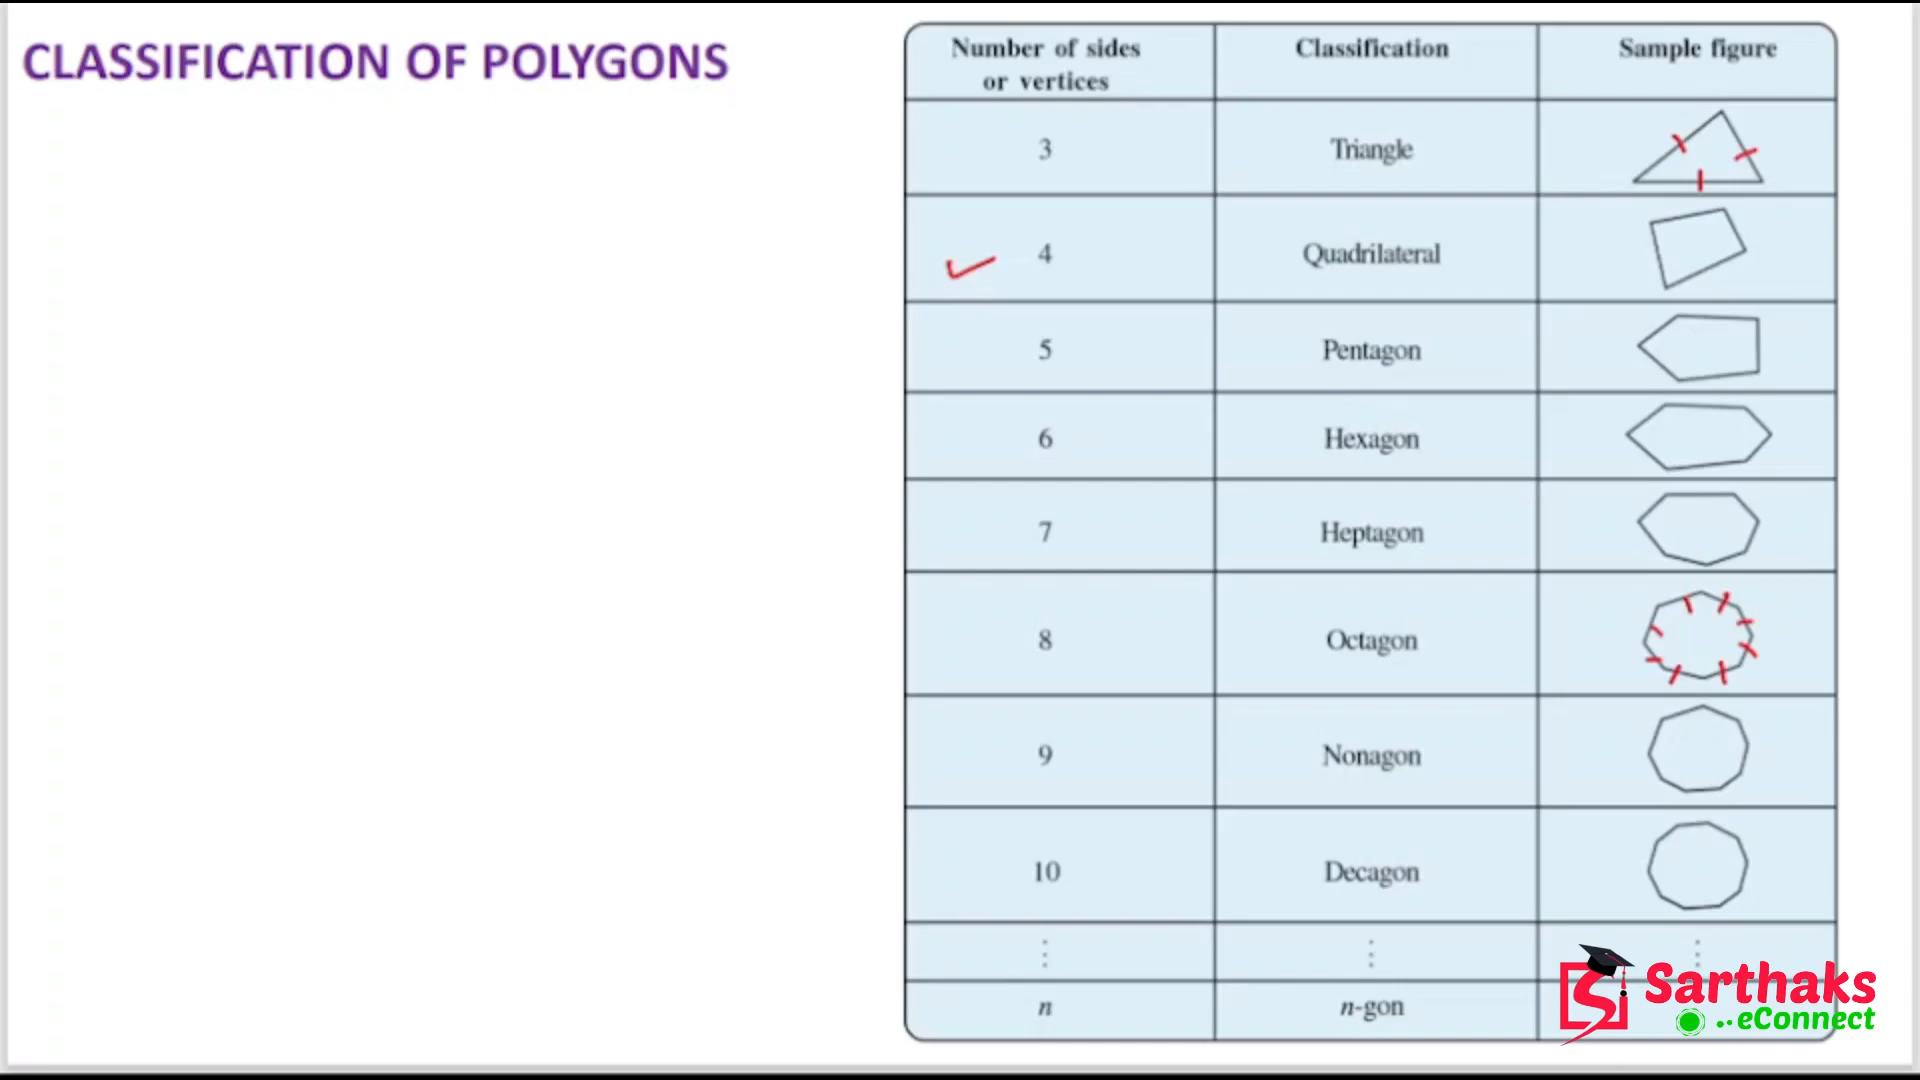 CLASSIFICATION OF POLYGONS
Number of sides or vertices Classification Sample figure
3 Triangle
4 Quadrilateral
5 Pentagon
6 Hexagon
7 Heptagon
8 Octagon
9 Nonagon
10 Decagon
⋮ ⋮ ⋮
n n-gon
Sarthaks
eConnect